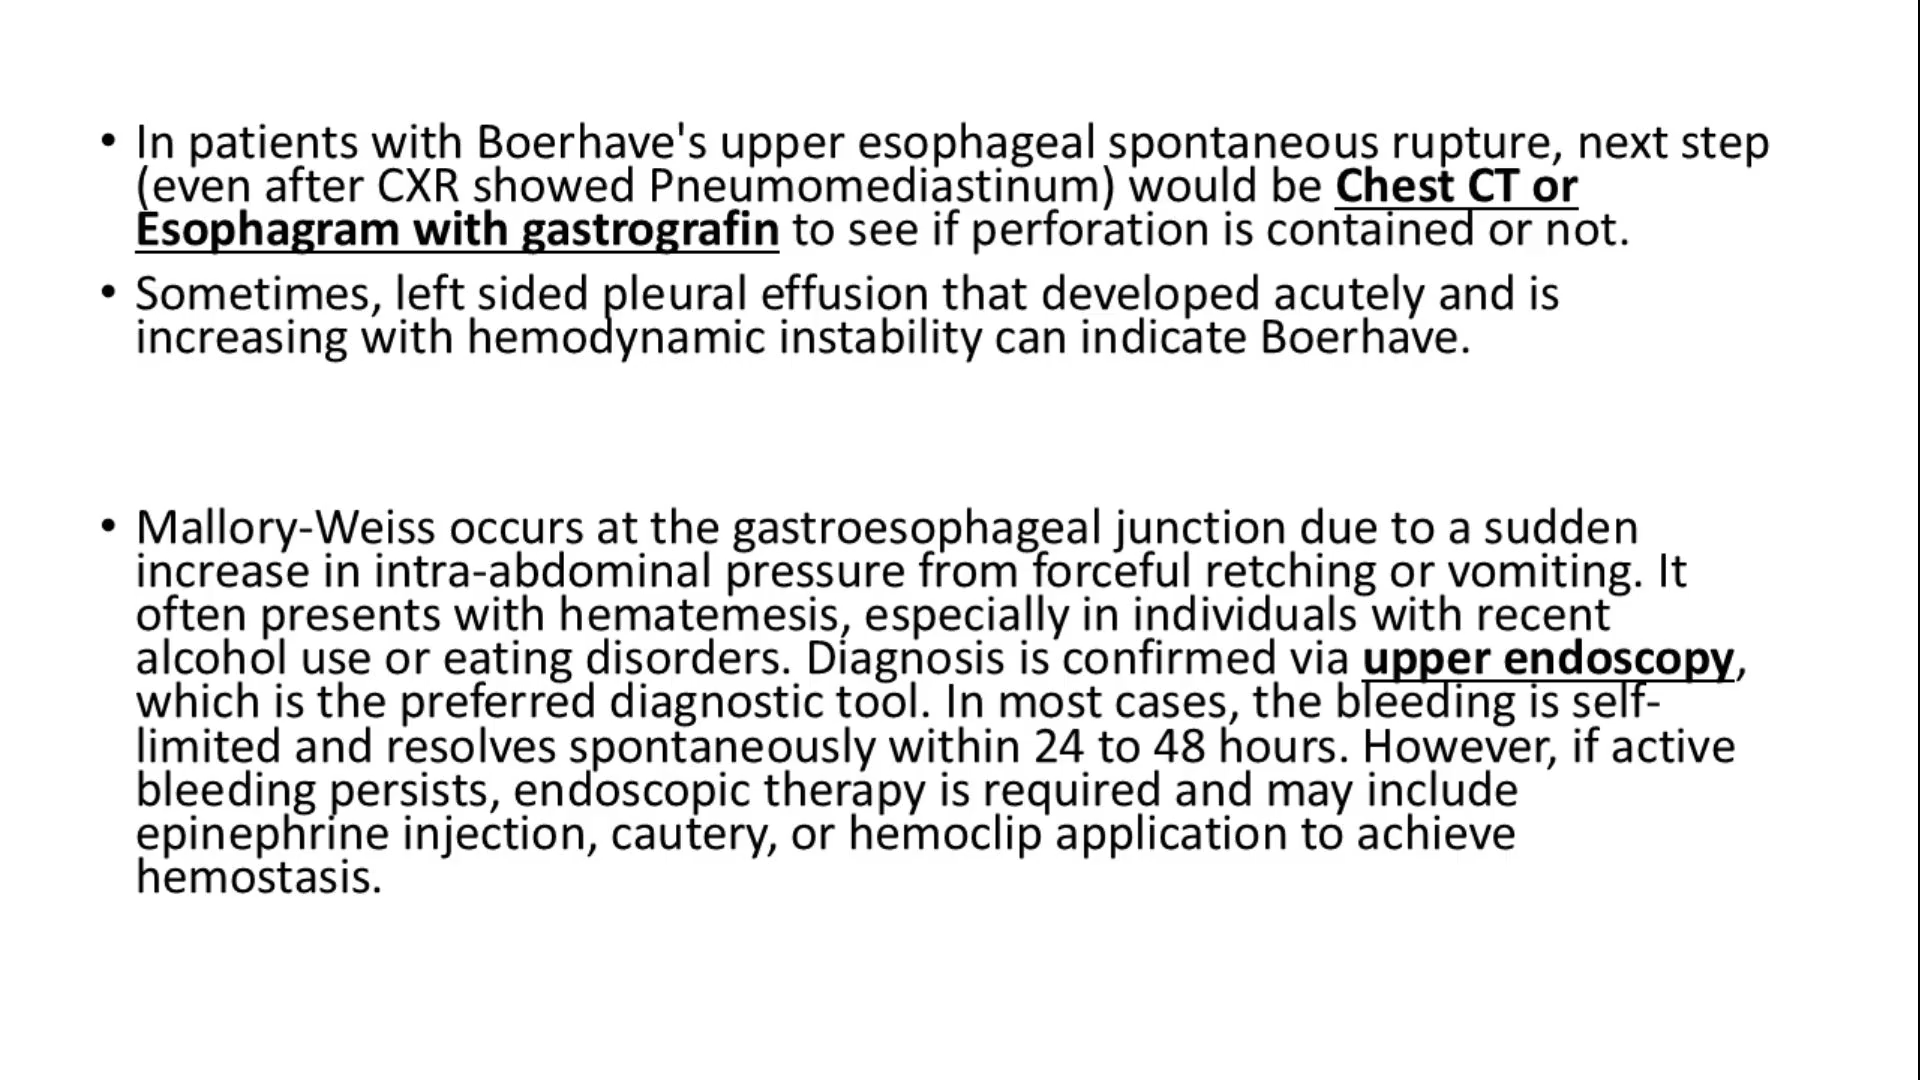 • In patients with Boerhave's upper esophageal spontaneous rupture, next step
(even after CXR showed Pneumomediastinum) would be Chest CT or
Esophagram with gastrografin to see if perforation is contained or not.
• Sometimes, left sided pleural effusion that developed acutely and is
increasing with hemodynamic instability can indicate Boerhave.
• Mallory-Weiss occurs at the gastroesophageal junction due to a sudden
increase in intra-abdominal pressure from forceful retching or vomiting. It
often presents with hematemesis, especially in individuals with recent
alcohol use or eating disorders. Diagnosis is confirmed via upper endoscopy,
which is the preferred diagnostic tool. In most cases, the bleeding is self-
limited and resolves spontaneously within 24 to 48 hours. However, if active
bleeding persists, endoscopic therapy is required and may include
epinephrine injection, cautery, or hemoclip application to achieve
hemostasis.